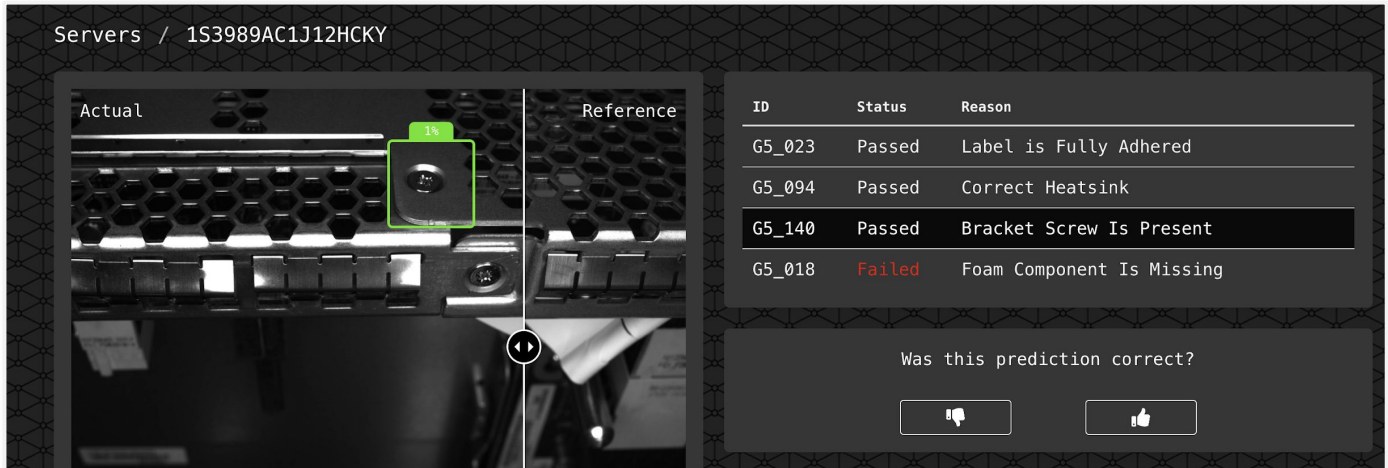 Servers / 1S3989AC1J12HCKY
Actual
Reference
1%
ID Status Reason
G5_023 Passed Label is Fully Adhered
G5_094 Passed Correct Heatsink
G5_140 Passed Bracket Screw Is Present
G5_018 Failed Foam Component Is Missing
Was this prediction correct?